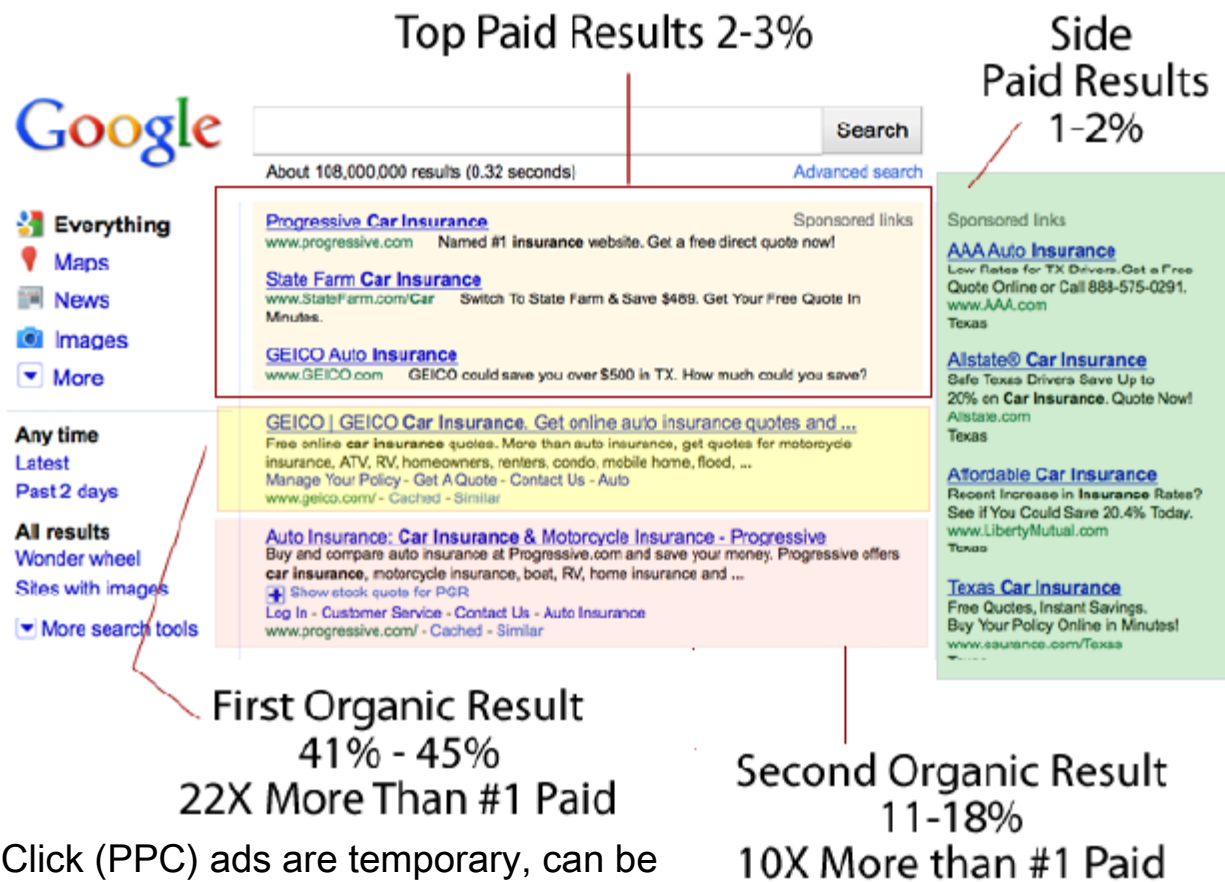 Top Paid Results 2-3%
Side
Paid Results
1-2%
Google
Search
About 108,000,000 results (0.32 seconds)
Advanced search
Everything
Maps
News
Images
More
Any time
Latest
Past 2 days
All results
Wonder wheel
Sites with images
More search tools
Progressive Car Insurance
Sponsored links
www.progressive.com Named #1 insurance website. Get a free direct quote now!
State Farm Car Insurance
www.StateFarm.com/Car Switch To State Farm & Save $489. Get Your Free Quote In
Minutes.
GEICO Auto Insurance
www.GEICO.com GEICO could save you over $500 in TX. How much could you save?
GEICO | GEICO Car Insurance. Get online auto insurance quotes and ...
Free online car insurance quotes. More than auto insurance, get quotes for motorcycle
insurance, ATV, RV, homeowners, renters, condo, mobile home, flood, ...
Manage Your Policy - Get A Quote - Contact Us - Auto
www.geico.com/ - Cached - Similar
Auto Insurance: Car Insurance & Motorcycle Insurance - Progressive
Buy and compare auto insurance at Progressive.com and save your money. Progressive offers
car insurance, motorcycle insurance, boat, RV, home insurance and ...
Show stock quote for PGR
Log In - Customer Service - Contact Us - Auto Insurance
www.progressive.com/ - Cached - Similar
Sponsored links
AAA Auto Insurance
Low Rates for TX Drivers. Get a Free
Quote Online or Call 888-575-0291.
www.AAA.com
Texas
Allstate® Car Insurance
Safe Texas Drivers Save Up to
20% on Car Insurance. Quote Now!
Allstate.com
Texas
Affordable Car Insurance
Recent Increase in Insurance Rates?
See if You Could Save 20.4% Today.
www.LibertyMutual.com
Texas
Texas Car Insurance
Free Quotes, Instant Savings.
Buy Your Policy Online in Minutes!
www.esurance.com/Texas
First Organic Result
41% - 45%
22X More Than #1 Paid
Second Organic Result
11-18%
10X More than #1 Paid
Click (PPC) ads are temporary, can be